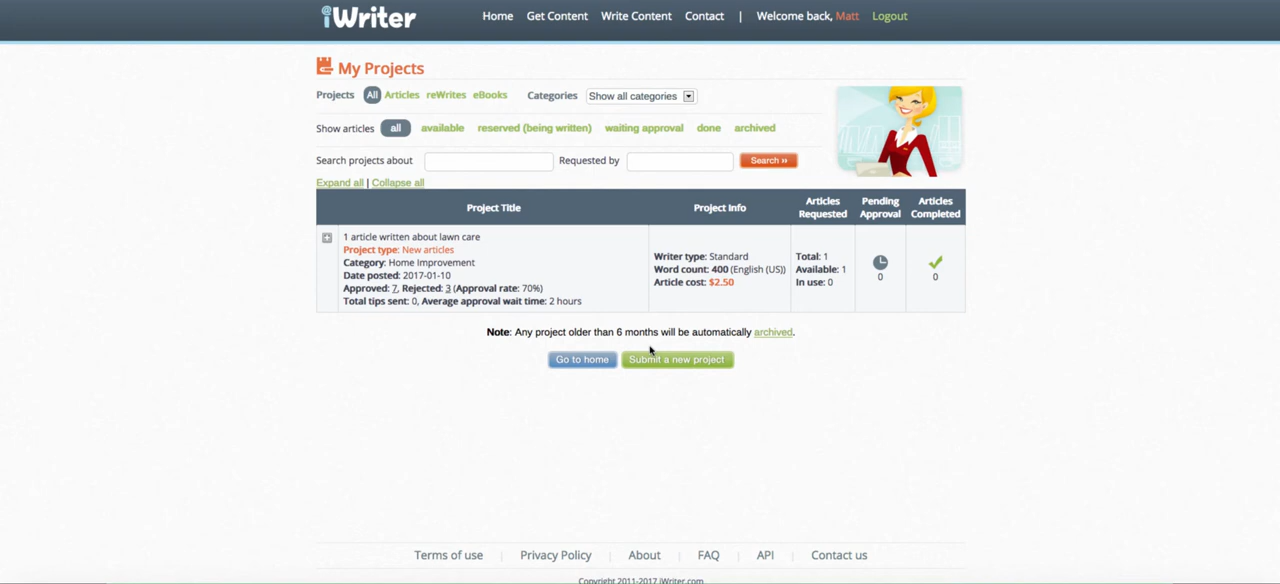 iWriter
Home Get Content Write Content Contact | Welcome back, Matt Logout
My Projects
Projects All Articles reWrites eBooks Categories Show all categories
Show articles all available reserved (being written) waiting approval done archived
Search projects about Requested by Search »
Expand all | Collapse all
Project Title Project Info Articles Requested Pending Approval Articles Completed
1 article written about lawn care
Project type: New articles
Category: Home Improvement
Date posted: 2017-01-10
Approved: 7, Rejected: 3 (Approval rate: 70%)
Total tips sent: 0, Average approval wait time: 2 hours
Writer type: Standard
Word count: 400 (English (US))
Article cost: $2.50
Total: 1
Available: 1
In use: 0
0
0
Note: Any project older than 6 months will be automatically archived.
Go to home Submit a new project
Terms of use | Privacy Policy | About | FAQ | API | Contact us
Copyright 2011-2017 iWriter.com